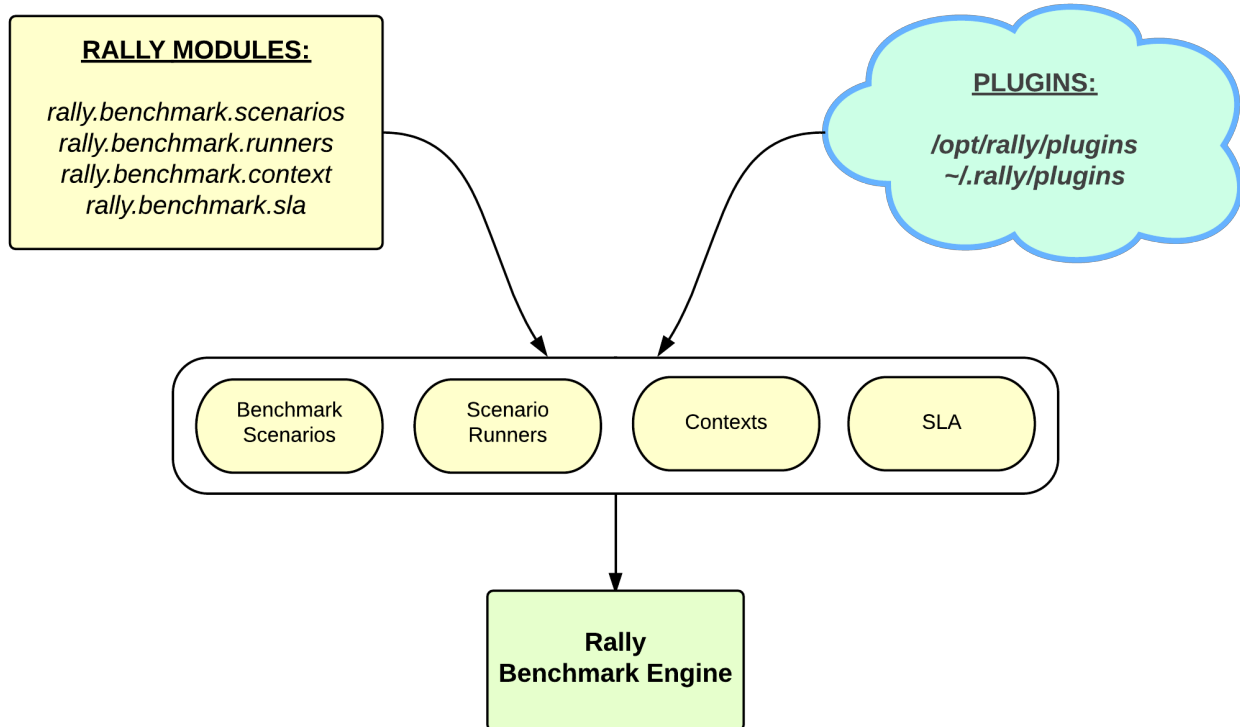 RALLY MODULES:
rally.benchmark.scenarios
rally.benchmark.runners
rally.benchmark.context
rally.benchmark.sla
PLUGINS:
/opt/rally/plugins
~/.rally/plugins
Benchmark
Scenarios
Scenario
Runners
Contexts
SLA
Rally
Benchmark Engine